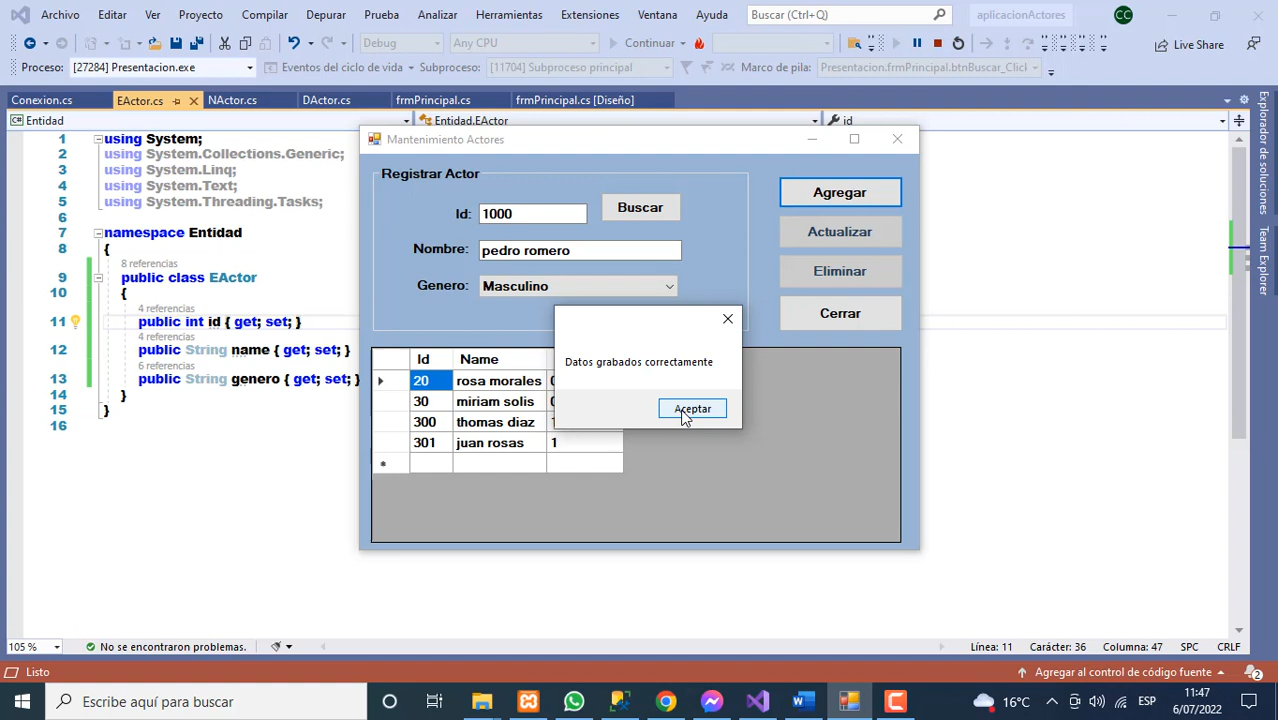 Archivo Editar Ver Proyecto Compilar Depurar Prueba Analizar Herramientas Extensiones Ventana Ayuda Buscar (Ctrl+Q) aplicacionActores CC
Debug Any CPU Continuar Live Share
Proceso: [27284] Presentacion.exe Eventos del ciclo de vida Subproceso: [11704] Subproceso principal Marco de pila: Presentacion.frmPrincipal.btnBuscar_Clic
Conexion.cs EActor.cs NActor.cs DActor.cs frmPrincipal.cs frmPrincipal.cs [Diseño]
Entidad Entidad.EActor id
1 using System;
2 using System.Collections.Generic;
3 using System.Linq;
4 using System.Text;
5 using System.Threading.Tasks;
6
7 namespace Entidad
8 {
8 referencias
9 public class EActor
10 {
4 referencias
11 public int id { get; set; }
4 referencias
12 public String name { get; set; }
6 referencias
13 public String genero { get; set; }
14 }
15 }
16
Mantenimiento Actores
Registrar Actor
Id: 1000 Buscar
Nombre: pedro romero
Genero: Masculino
Agregar
Actualizar
Eliminar
Cerrar
Datos grabados correctamente
Aceptar
Id Name
20 rosa morales
30 miriam solis
300 thomas diaz
301 juan rosas 1
Explorador de soluciones
Team Explorer
105 % No se encontraron problemas. Línea: 11 Carácter: 36 Columna: 47 SPC CRLF
Listo Agregar al control de código fuente 2
Escribe aquí para buscar 16°C ESP 11:47
6/07/2022